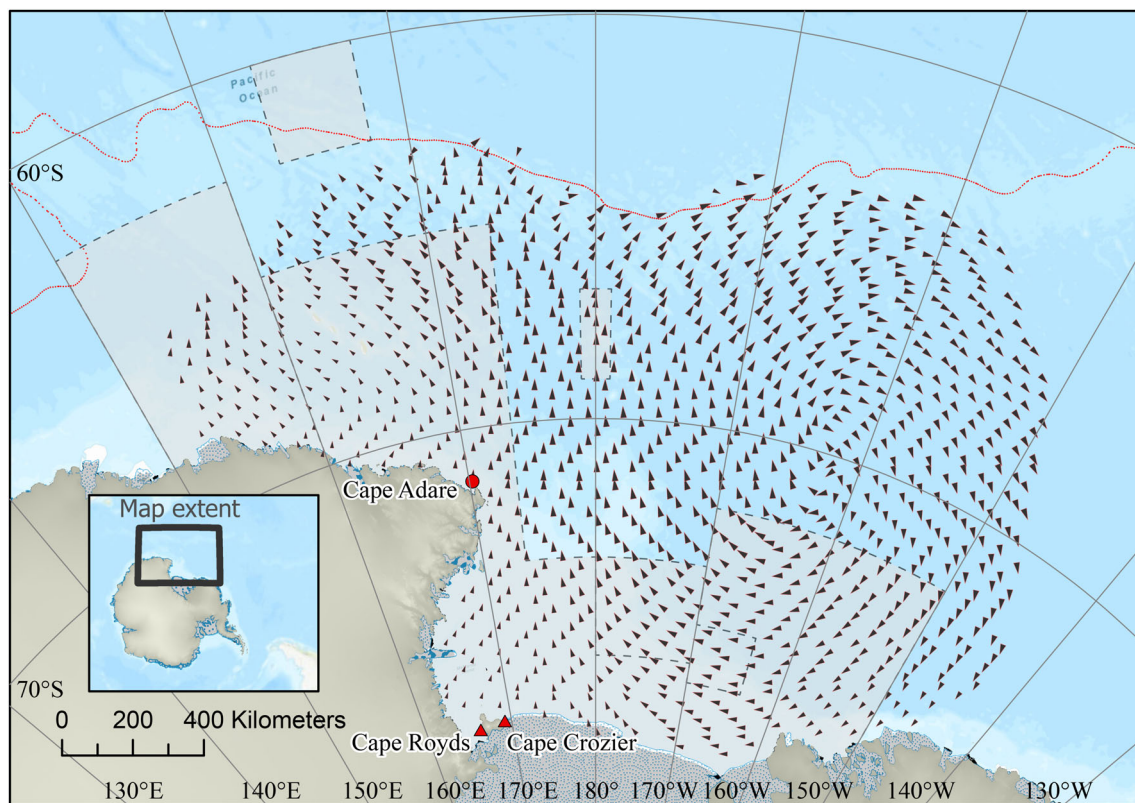 Pacific
Ocean
60°S
Cape Adare
Map extent
70°S
0 200 400 Kilometers
Cape Royds
Cape Crozier
130°E 140°E 150°E 160°E 170°E 180° 170°W 160°W 150°W 140°W 130°W